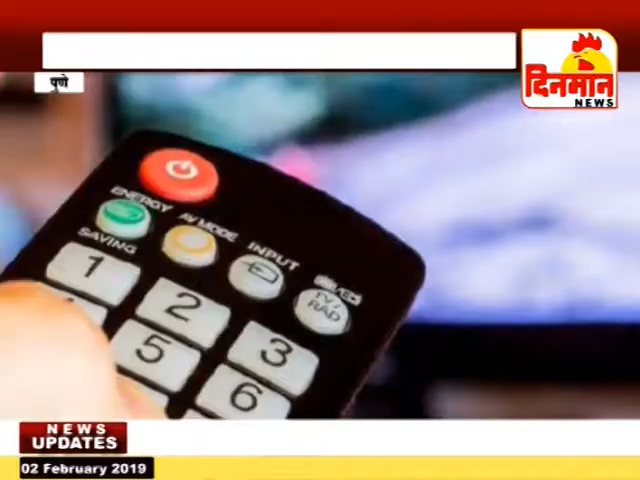 पुणे
दिनमान
NEWS
ENERGY
AV MODE
INPUT
SAVING
TV/
RAD
1
2
3
5
6
NEWS
UPDATES
02 February 2019